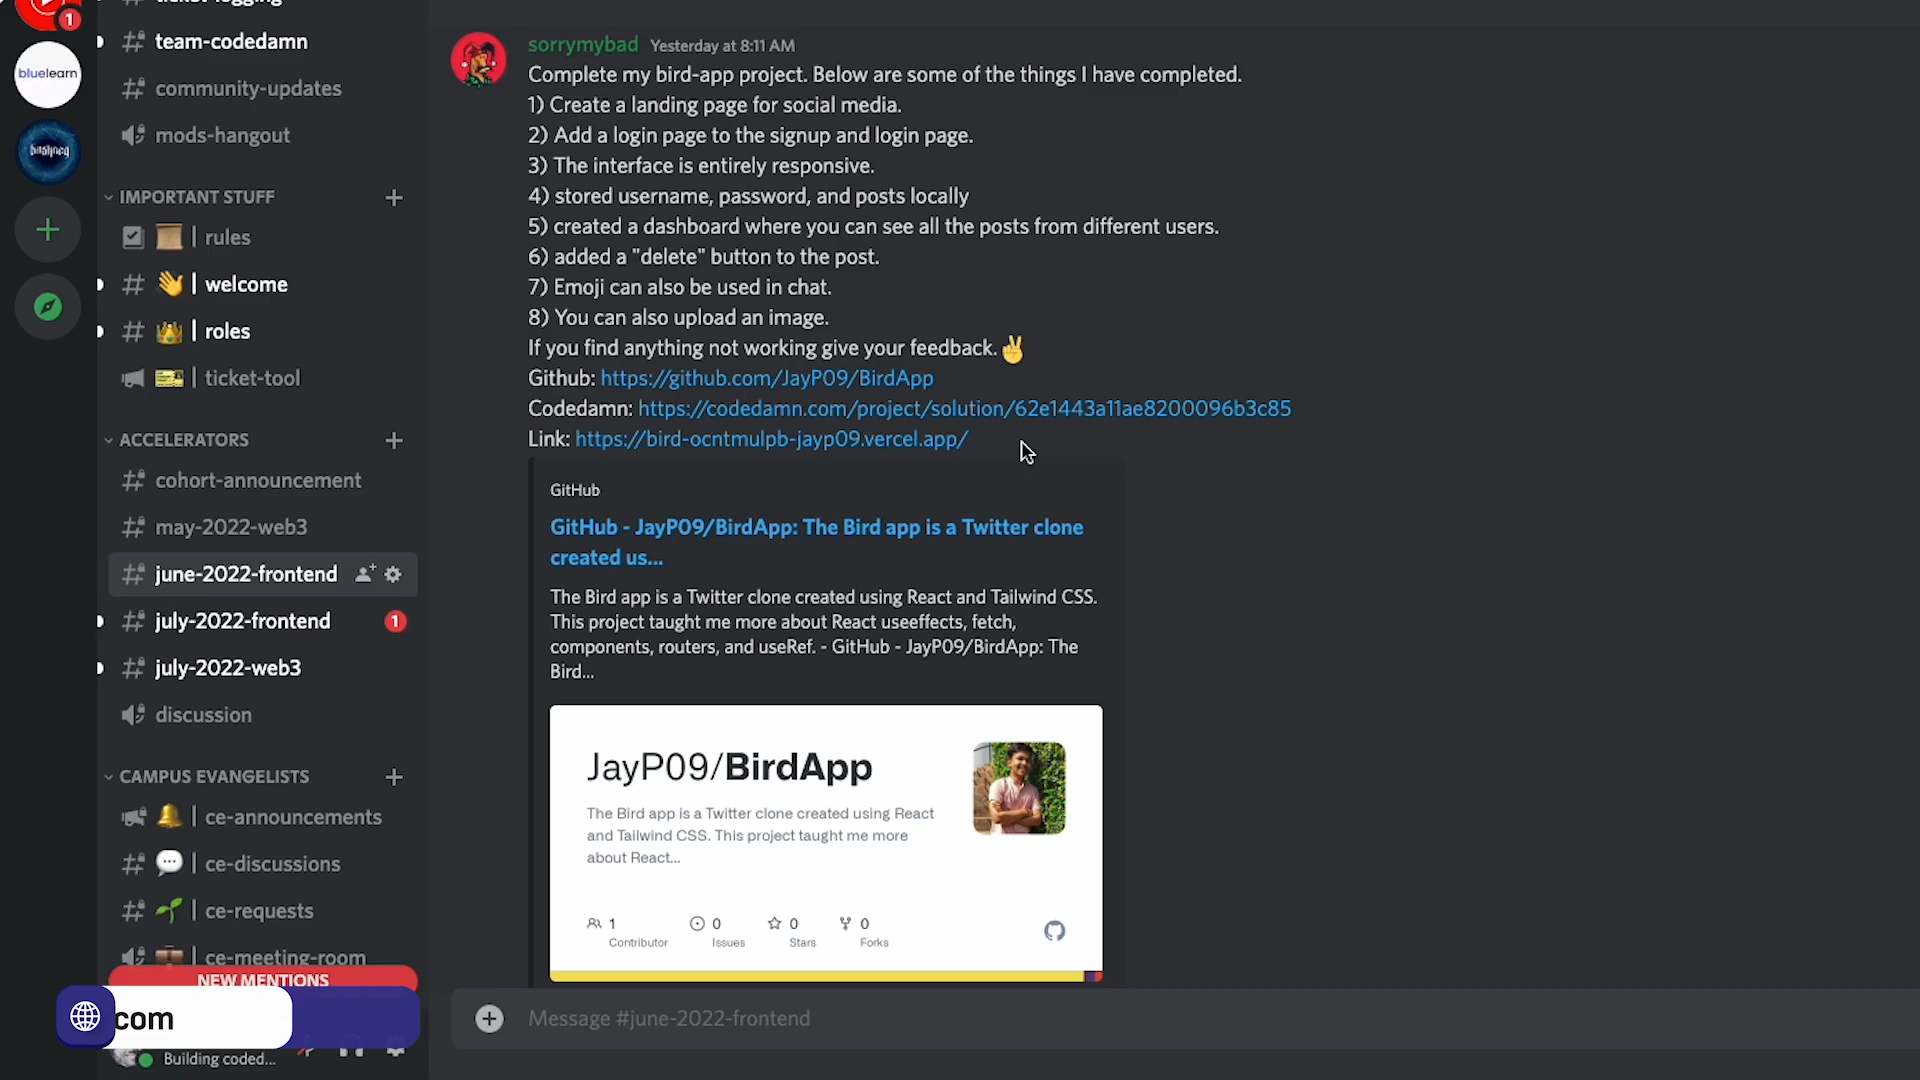 1
ticket-logging
team-codedamn
bluelearn
community-updates
mods-hangout
IMPORTANT STUFF
| rules
| welcome
| roles
| ticket-tool
ACCELERATORS
cohort-announcement
may-2022-web3
june-2022-frontend
july-2022-frontend
1
july-2022-web3
discussion
CAMPUS EVANGELISTS
| ce-announcements
| ce-discussions
| ce-requests
| ce-meeting-room
NEW MENTIONS
com
Building coded...
sorrymybad Yesterday at 8:11 AM
Complete my bird-app project. Below are some of the things I have completed.
1) Create a landing page for social media.
2) Add a login page to the signup and login page.
3) The interface is entirely responsive.
4) stored username, password, and posts locally
5) created a dashboard where you can see all the posts from different users.
6) added a "delete" button to the post.
7) Emoji can also be used in chat.
8) You can also upload an image.
If you find anything not working give your feedback. ✌
Github: https://github.com/JayP09/BirdApp
Codedamn: https://codedamn.com/project/solution/62e1443a11ae8200096b3c85
Link: https://bird-ocntmulpb-jayp09.vercel.app/
GitHub
GitHub - JayP09/BirdApp: The Bird app is a Twitter clone
created us...
The Bird app is a Twitter clone created using React and Tailwind CSS.
This project taught me more about React useeffects, fetch,
components, routers, and useRef. - GitHub - JayP09/BirdApp: The
Bird...
JayP09/BirdApp
The Bird app is a Twitter clone created using React
and Tailwind CSS. This project taught me more
about React...
1 0 0 0
Contributor Issues Stars Forks
Message #june-2022-frontend